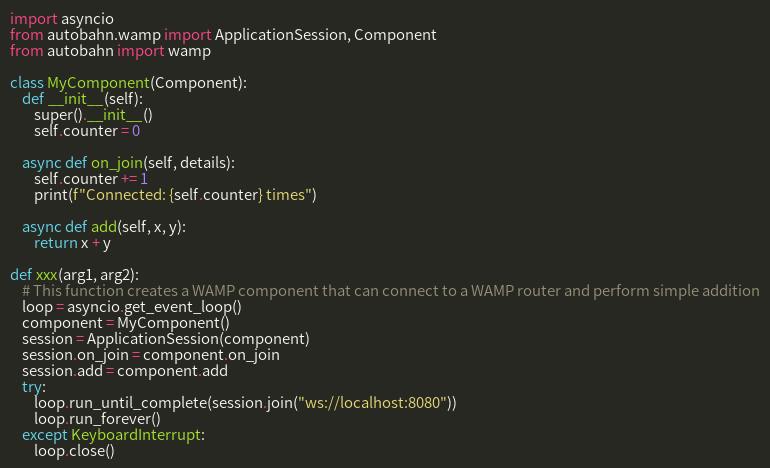 import asyncio
from autobahn.wamp import ApplicationSession, Component
from autobahn import wamp

class MyComponent(Component):
    def __init__(self):
        super().__init__()
        self.counter = 0

    async def on_join(self, details):
        self.counter += 1
        print(f"Connected: {self.counter} times")

    async def add(self, x, y):
        return x + y

def xxx(arg1, arg2):
    # This function creates a WAMP component that can connect to a WAMP router and perform simple addition
    loop = asyncio.get_event_loop()
    component = MyComponent()
    session = ApplicationSession(component)
    session.on_join = component.on_join
    session.add = component.add
    try:
        loop.run_until_complete(session.join("ws://localhost:8080"))
        loop.run_forever()
    except KeyboardInterrupt:
        loop.close()